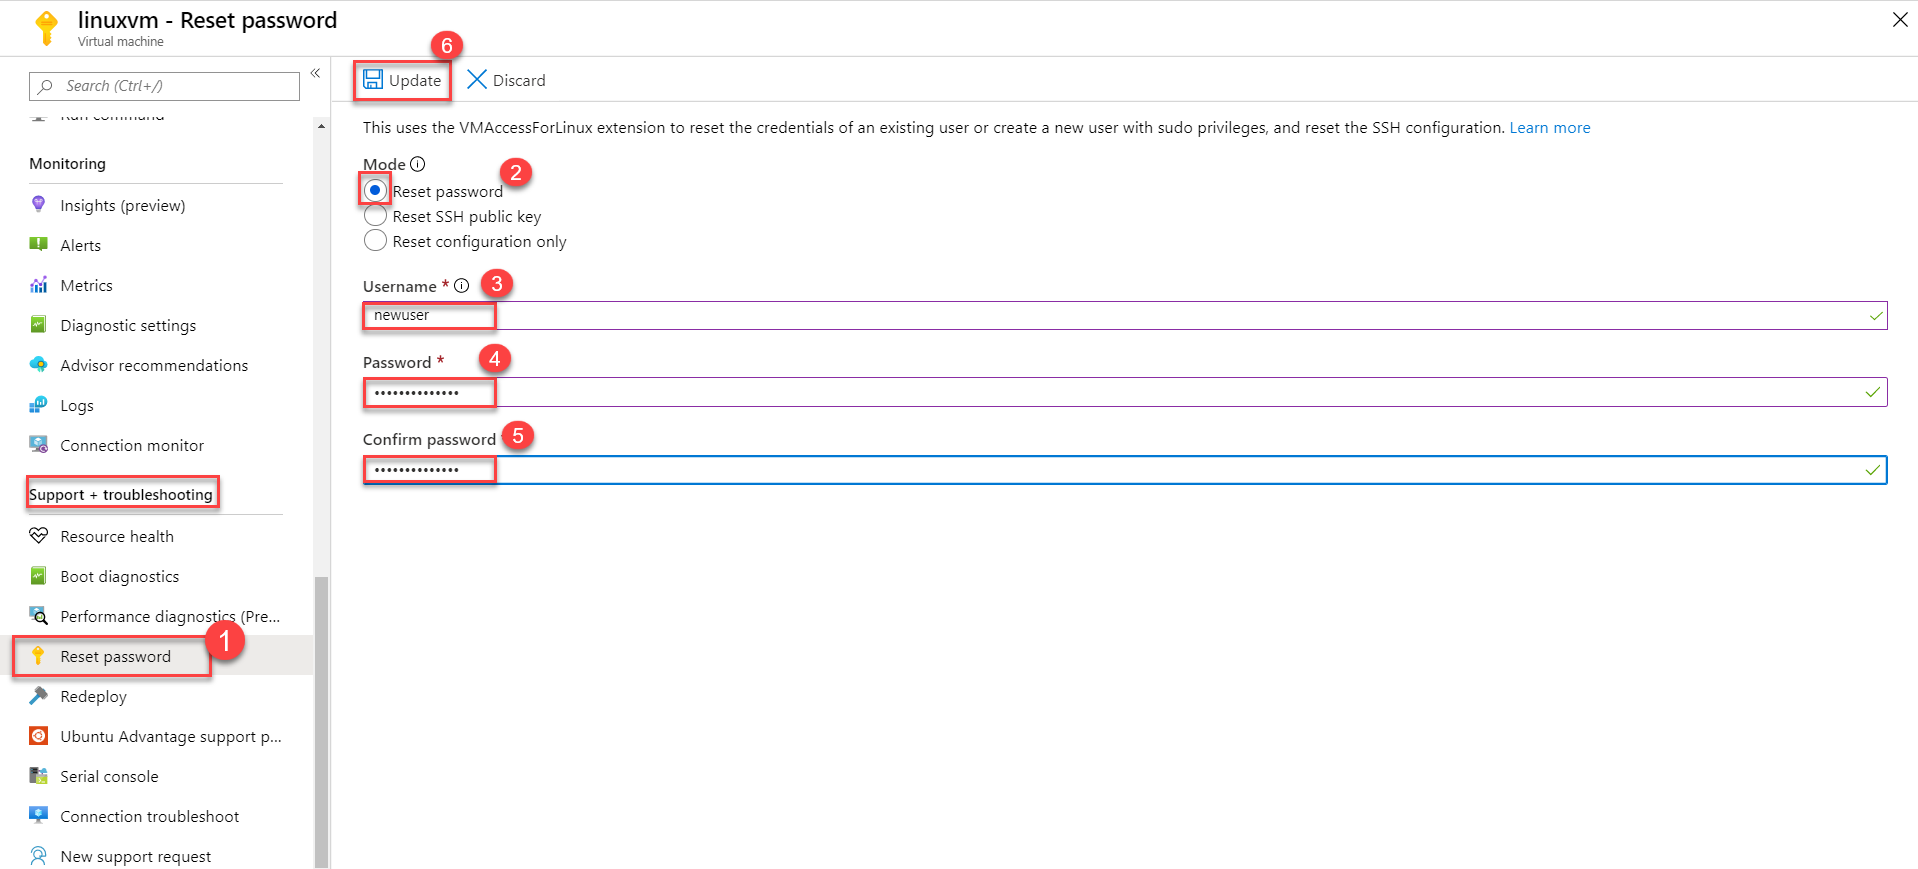 linuxvm - Reset password
Virtual machine
Search (Ctrl+/)
«
Run command
Monitoring
Insights (preview)
Alerts
Metrics
Diagnostic settings
Advisor recommendations
Logs
Connection monitor
Support + troubleshooting
Resource health
Boot diagnostics
Performance diagnostics (Pre...
Reset password
1
Redeploy
Ubuntu Advantage support p...
Serial console
Connection troubleshoot
New support request
6
Update
Discard
This uses the VMAccessForLinux extension to reset the credentials of an existing user or create a new user with sudo privileges, and reset the SSH configuration. Learn more
Mode
2
Reset password
Reset SSH public key
Reset configuration only
Username *
3
newuser
Password *
4
••••••••••••••
Confirm password
5
••••••••••••••